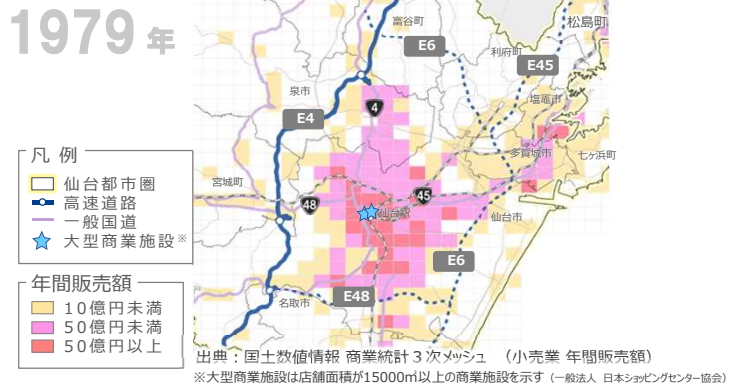 1979 年
富谷町
松島町
E6
利府町
E45
泉市
塩竈市
4
E4
多賀城市
七ヶ浜町
凡 例
仙台都市圏
高速道路
一般国道
大型商業施設※
宮城町
48
45
仙台駅
仙台市
E6
E48
名取市
年間販売額
10億円未満
50億円未満
50億円以上
出典：国土数値情報 商業統計３次メッシュ （小売業 年間販売額）
※大型商業施設は店舗面積が15000㎡以上の商業施設を示す（一般法人 日本ショッピングセンター協会）